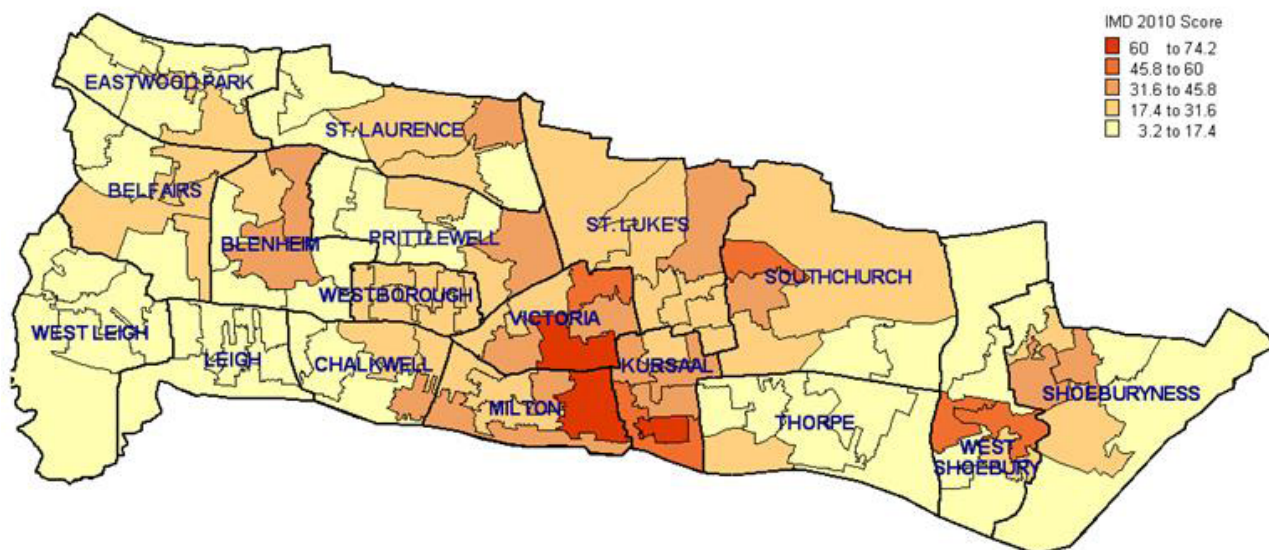 IMD 2010 Score
60 to 74.2
45.8 to 60
31.6 to 45.8
17.4 to 31.6
3.2 to 17.4
EASTWOOD PARK
ST. LAURENCE
BELFAIRS
BLENHEIM
PRITTLEWELL
ST. LUKE'S
SOUTHCHURCH
WESTBOROUGH
VICTORIA
WEST LEIGH
LEIGH
CHALKWELL
KURSAAL
MILTON
THORPE
SHOEBURYNESS
WEST
SHOEBURY